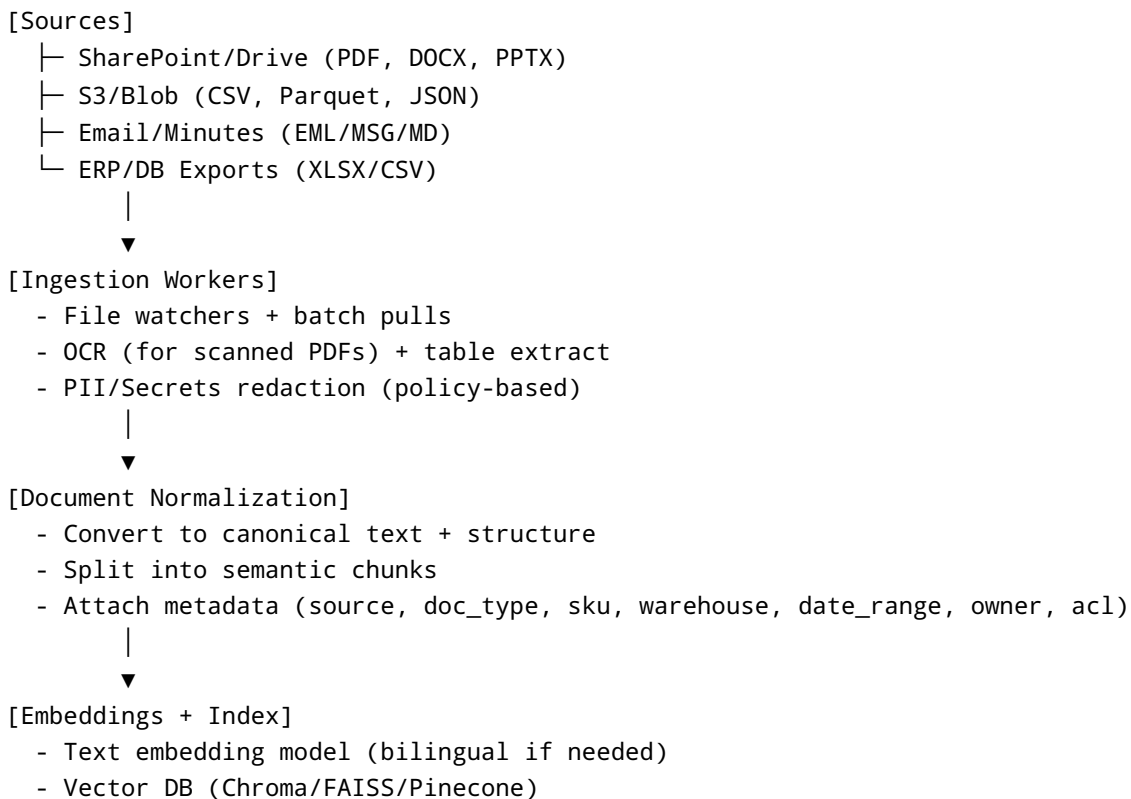 [Sources]
├─ SharePoint/Drive (PDF, DOCX, PPTX)
├─ S3/Blob (CSV, Parquet, JSON)
├─ Email/Minutes (EML/MSG/MD)
└─ ERP/DB Exports (XLSX/CSV)
│
▼
[Ingestion Workers]
- File watchers + batch pulls
- OCR (for scanned PDFs) + table extract
- PII/Secrets redaction (policy-based)
│
▼
[Document Normalization]
- Convert to canonical text + structure
- Split into semantic chunks
- Attach metadata (source, doc_type, sku, warehouse, date_range, owner, acl)
│
▼
[Embeddings + Index]
- Text embedding model (bilingual if needed)
- Vector DB (Chroma/FAISS/Pinecone)